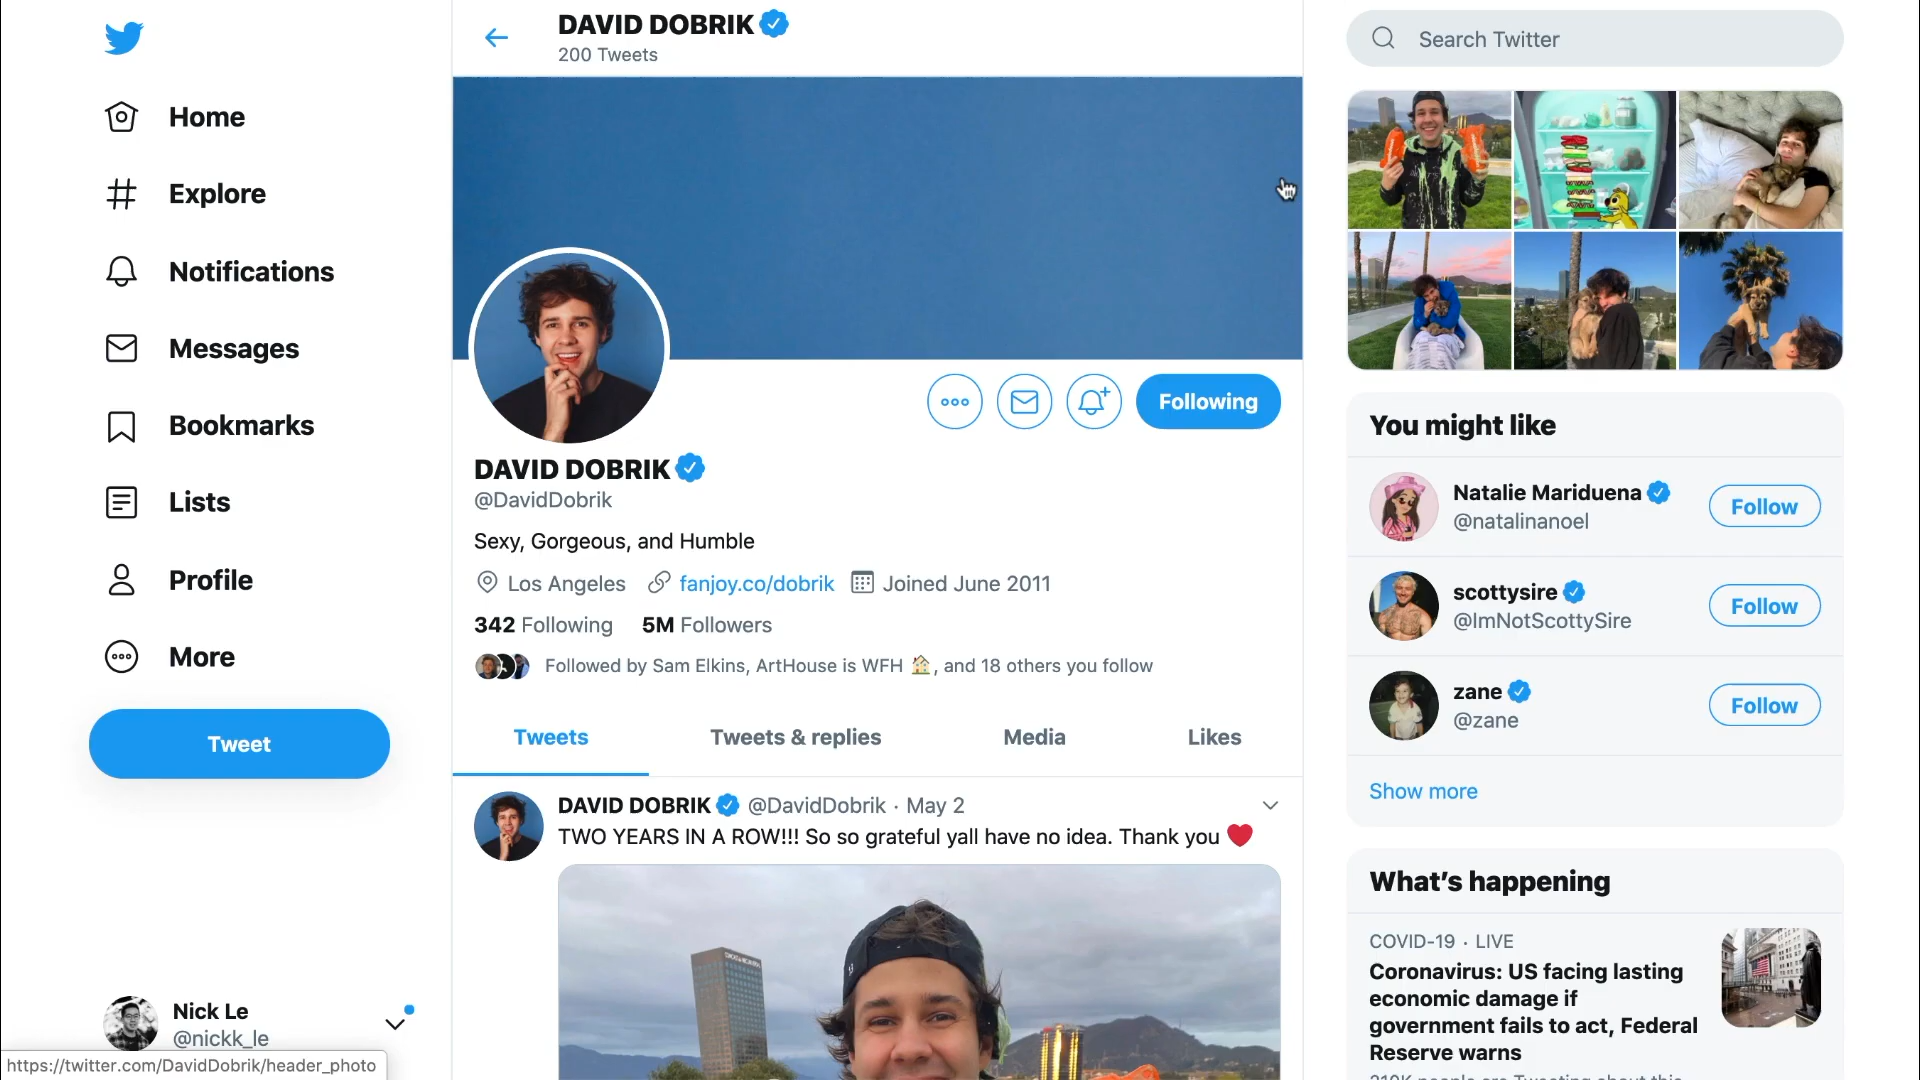 Home
Explore
Notifications
Messages
Bookmarks
Lists
Profile
More
Tweet
Nick Le
@nickk_le
https://twitter.com/DavidDobrik/header_photo
DAVID DOBRIK
200 Tweets
Following
DAVID DOBRIK
@DavidDobrik
Sexy, Gorgeous, and Humble
Los Angeles fanjoy.co/dobrik Joined June 2011
342 Following 5M Followers
Followed by Sam Elkins, ArtHouse is WFH 🏠, and 18 others you follow
Tweets Tweets & replies Media Likes
DAVID DOBRIK @DavidDobrik · May 2
TWO YEARS IN A ROW!!! So so grateful yall have no idea. Thank you ❤️
Search Twitter
You might like
Natalie Mariduena
@natalinanoel
Follow
scottysire
@ImNotScottySire
Follow
zane
@zane
Follow
Show more
What's happening
COVID-19 · LIVE
Coronavirus: US facing lasting
economic damage if
government fails to act, Federal
Reserve warns